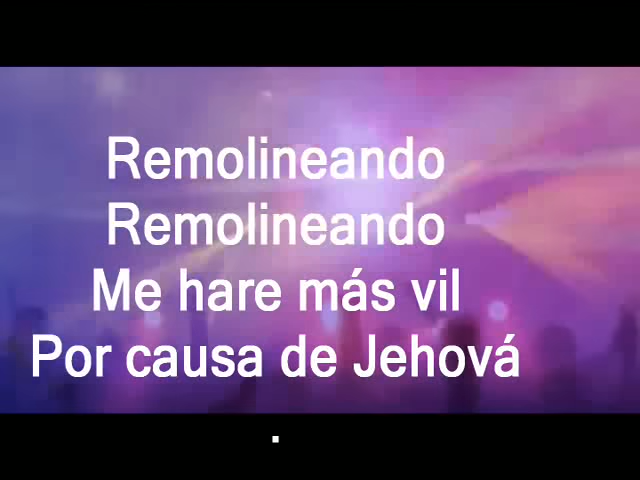 Remolineando
Remolineando
Me hare más vil
Por causa de Jehová
.